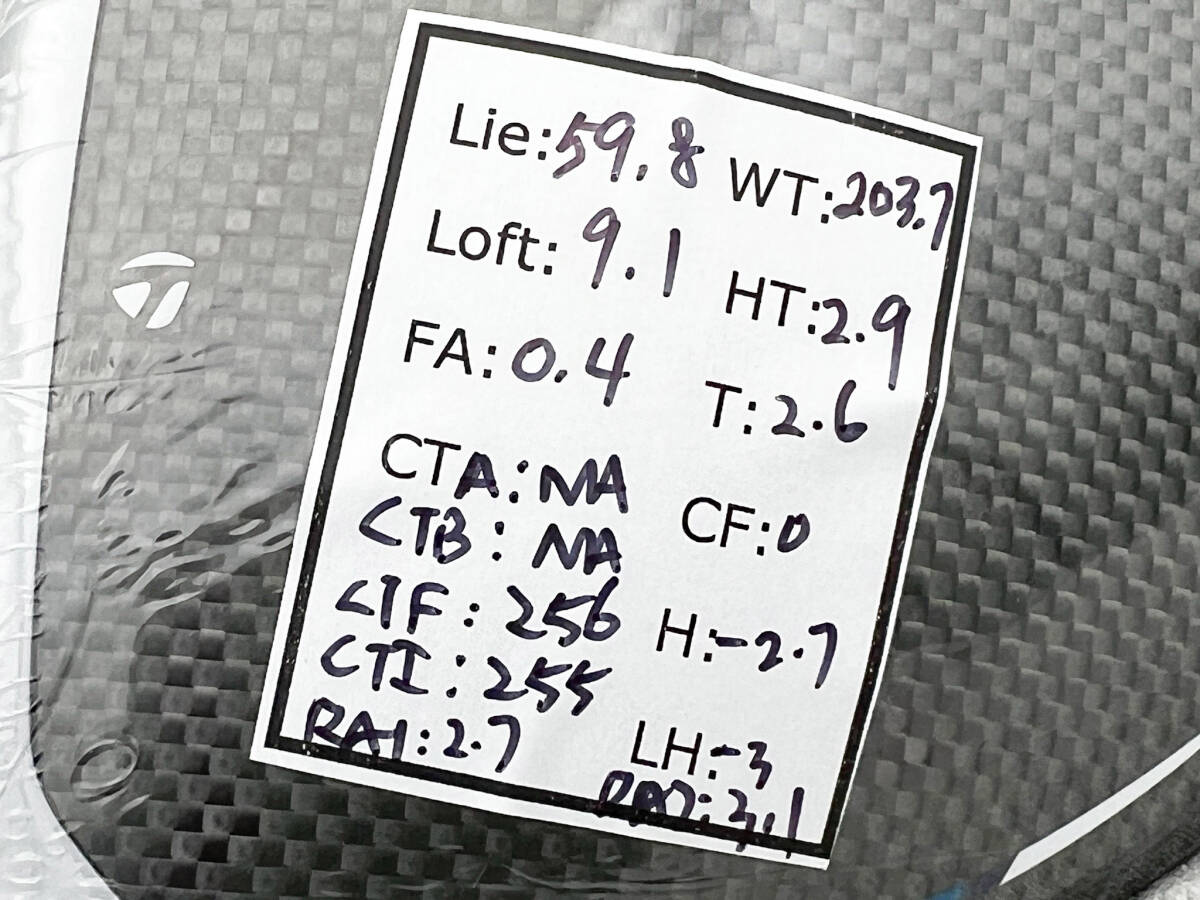 Lie:59.8 WT:203.7
Loft: 9.1 HT:2.9
FA:0.4 T:2.6
CTA:NA CF:0
CTB:NA
CTF:256 H:-2.7
CTI:255
RA1:2.7 LH:-3